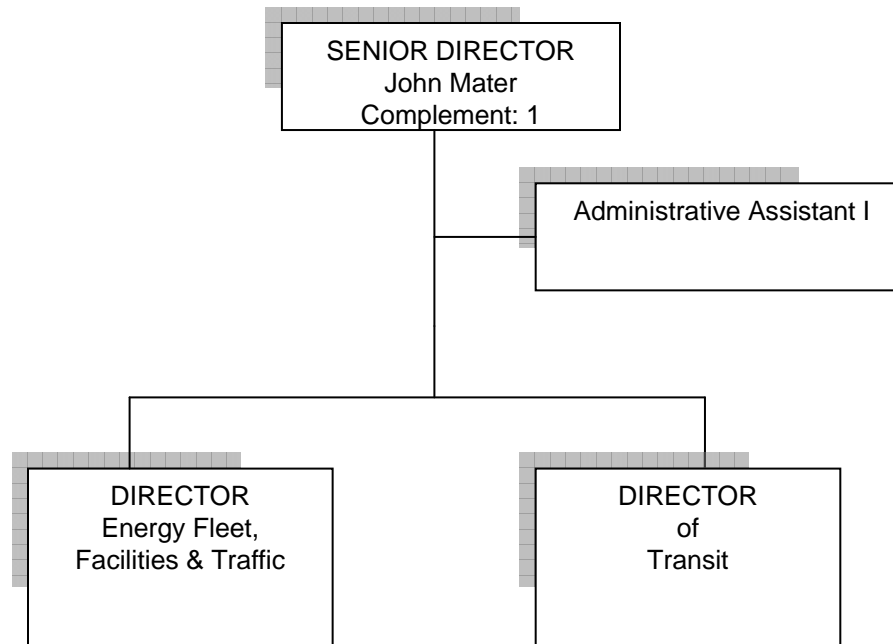 SENIOR DIRECTOR
John Mater
Complement: 1
Administrative Assistant I
DIRECTOR
Energy Fleet,
Facilities & Traffic
DIRECTOR
of
Transit